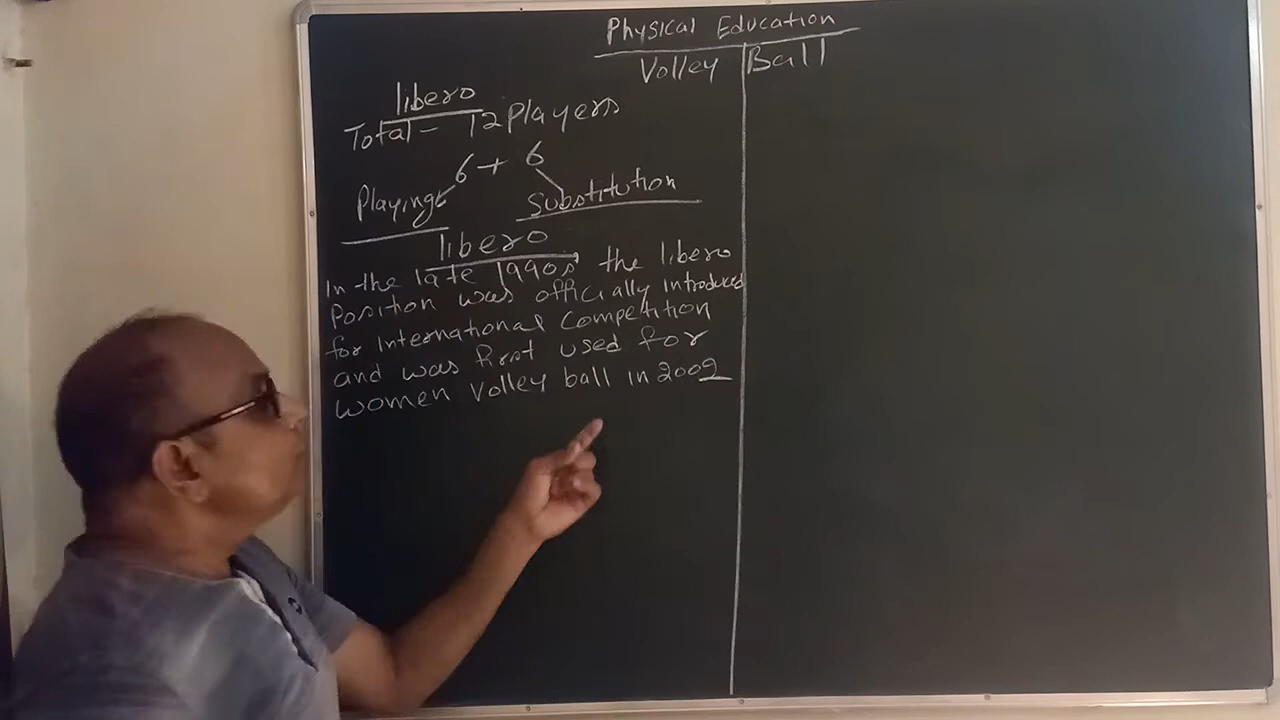 Physical Education
Volley Ball
libero
Total - 12 Players
6 + 6
Playing Substitution
libero
In the late 1990s the libero
Position was officially introduced
for International Competition
and was first used for
women Volley ball in 2002